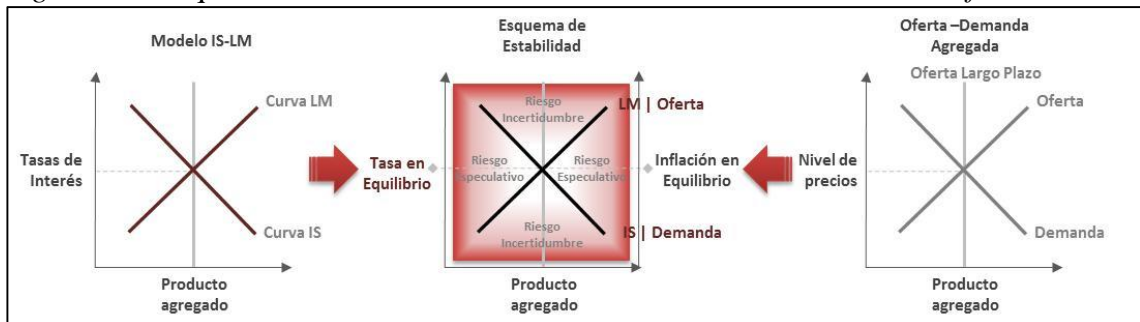 Modelo IS-LM
Tasas de
Interés
Curva LM
Curva IS
Producto
agregado
Esquema de
Estabilidad
Tasa en
Equilibrio
Riesgo
Incertidumbre
LM | Oferta
Riesgo
Especulativo
Riesgo
Especulativo
Riesgo
Incertidumbre
IS | Demanda
Inflación en
Equilibrio
Producto
agregado
Oferta –Demanda
Agregada
Oferta Largo Plazo
Oferta
Nivel de
precios
Demanda
Producto
agregado